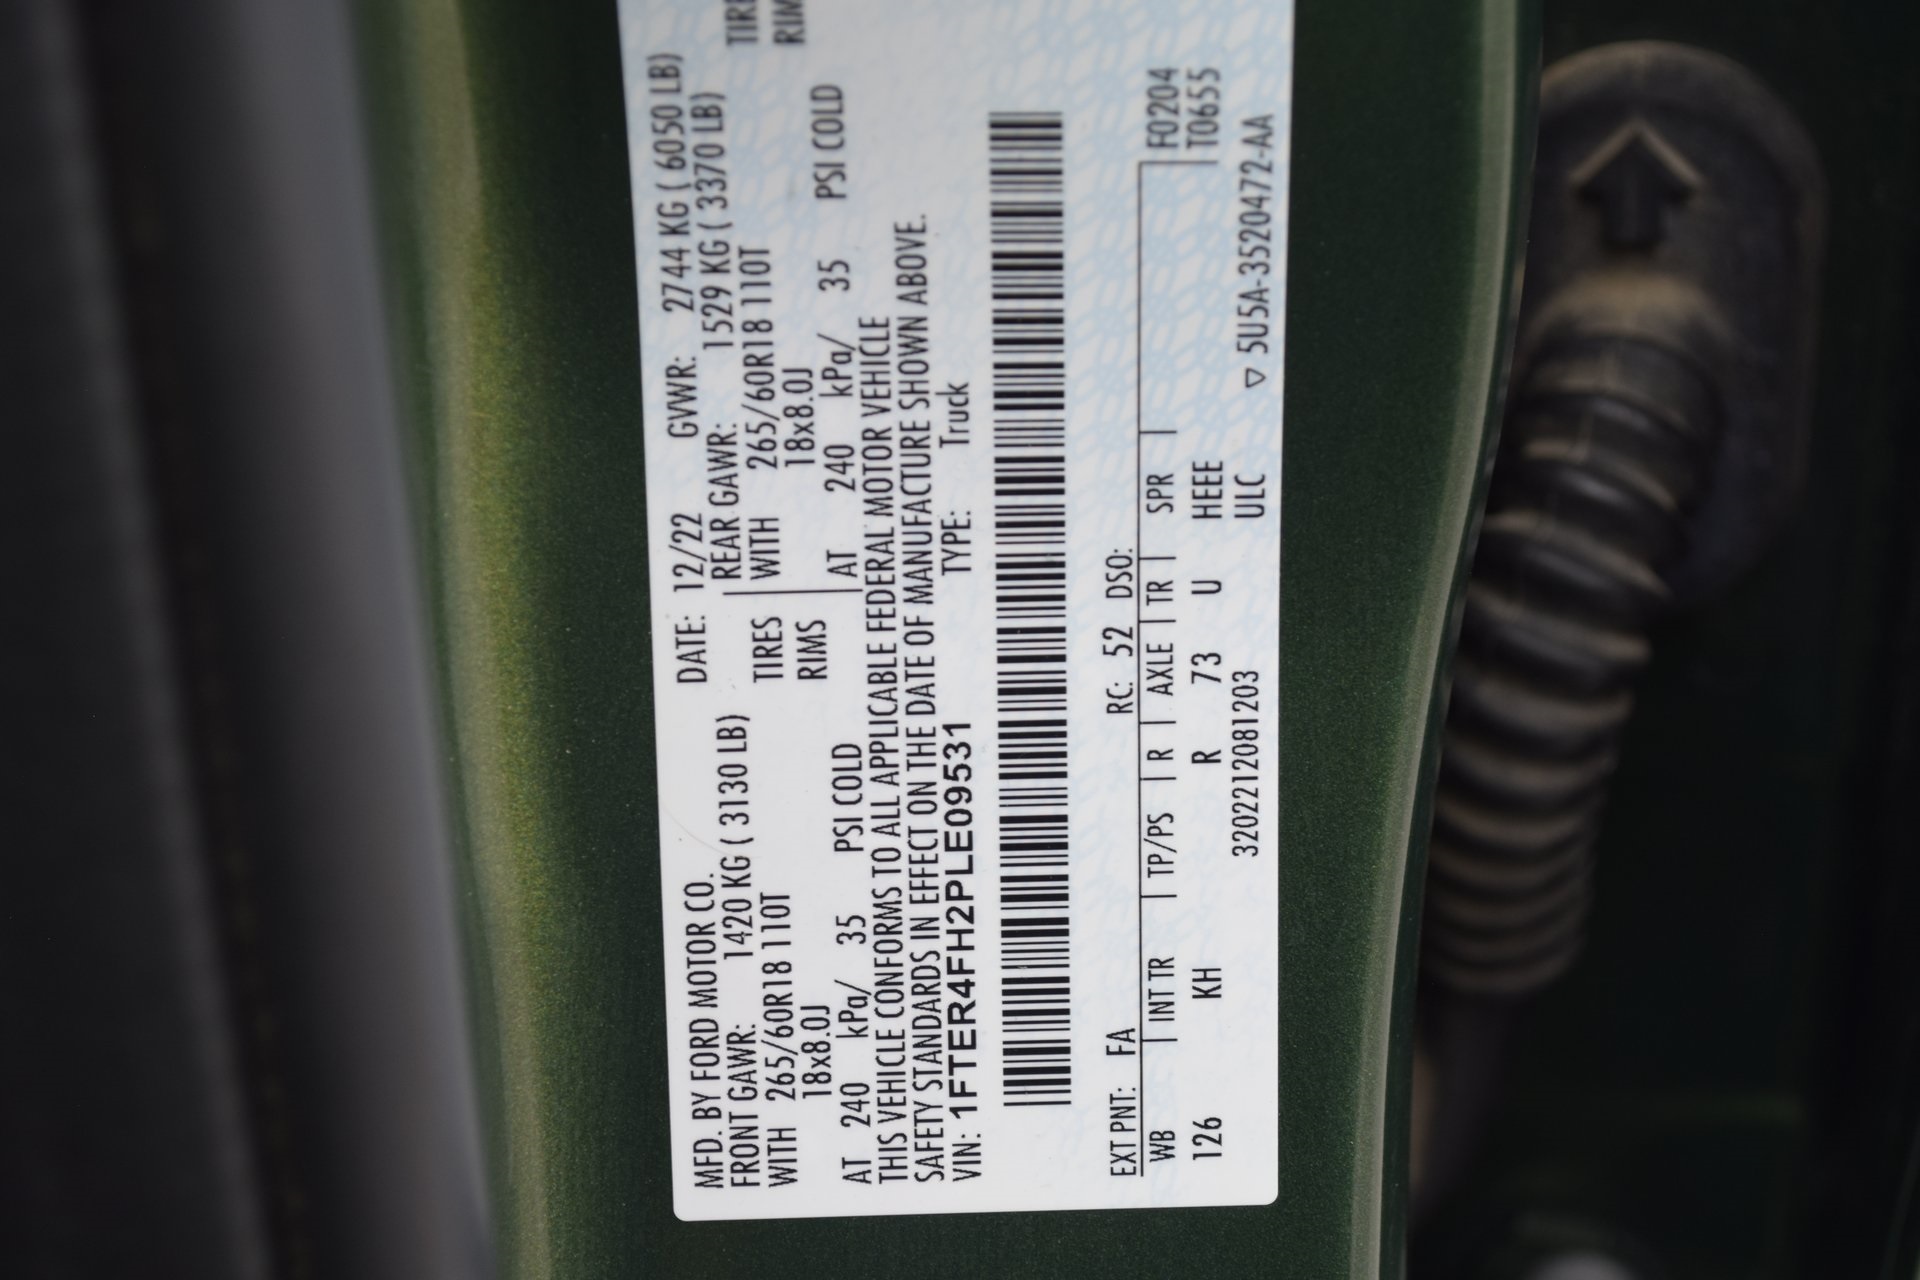 MFD. BY FORD MOTOR CO. DATE: 12/22 GVWR: 2744 KG ( 6050 LB)
FRONT GAWR: 1420 KG ( 3130 LB) REAR GAWR: 1529 KG ( 3370 LB)
WITH 265/60R18 110T TIRES WITH 265/60R18 110T TIRE
18x8.0J RIMS 18x8.0J RIM
AT 240 kPa/ 35 PSI COLD AT 240 kPa/ 35 PSI COLD
THIS VEHICLE CONFORMS TO ALL APPLICABLE FEDERAL MOTOR VEHICLE
SAFETY STANDARDS IN EFFECT ON THE DATE OF MANUFACTURE SHOWN ABOVE.
VIN: 1FTER4FH2PLE09531 TYPE: Truck
EXT PNT: FA RC: 52 DSO: F0204
WB | INT TR | TP/PS | R | AXLE | TR | SPR | T0655
126 KH R 73 U HEEE
3202212081203 ULC ▽ 5U5A-3520472-AA